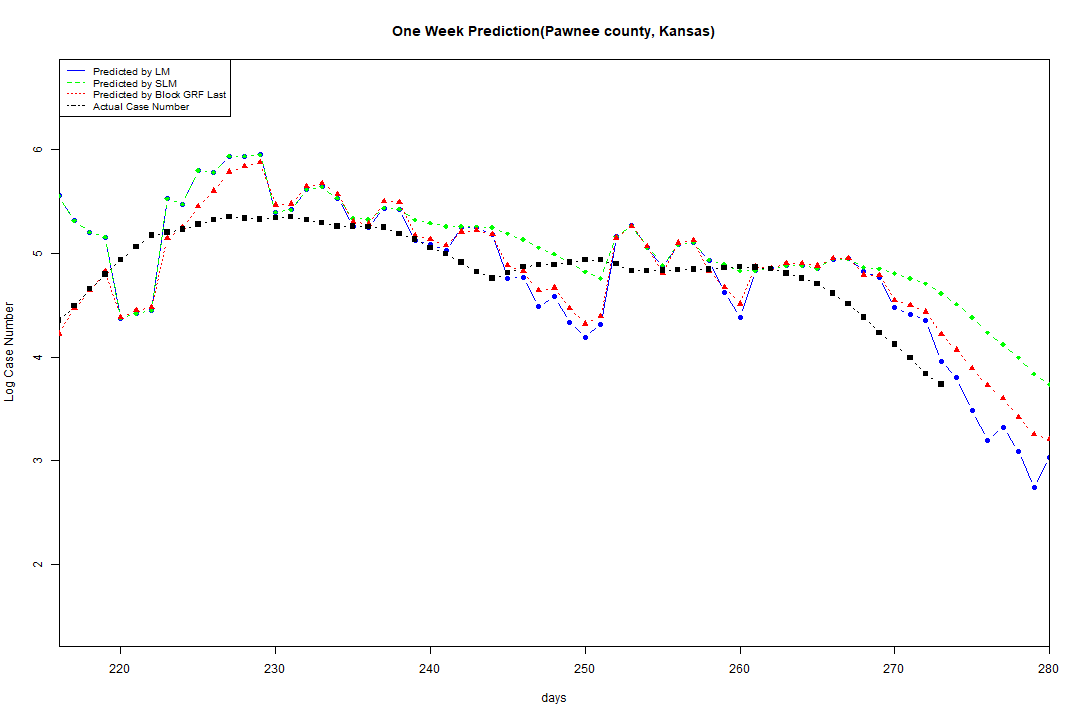 One Week Prediction(Pawnee county, Kansas)
Predicted by LM
Predicted by SLM
Predicted by Block GRF Last
Actual Case Number
6
5
4
3
2
Log Case Number
220 230 240 250 260 270 280
days